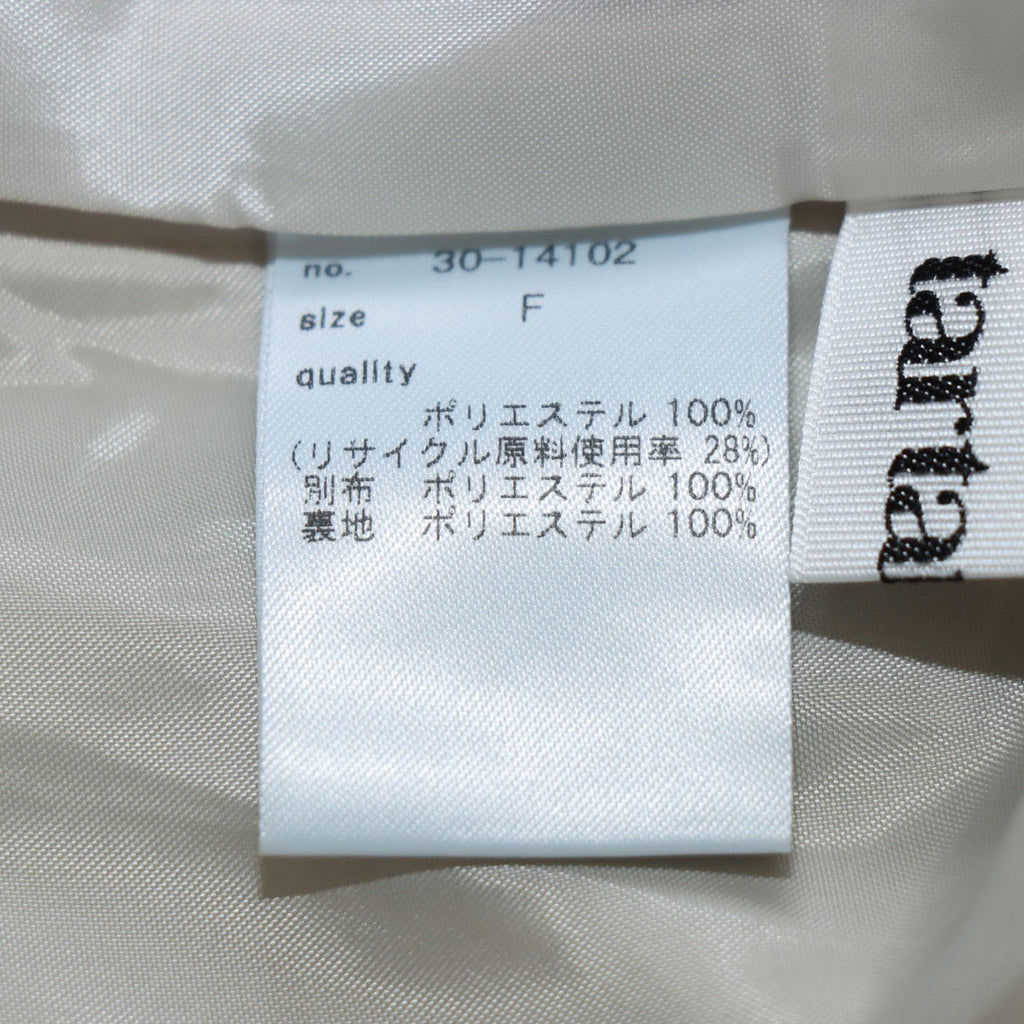 no. 30-14102
size F
quality
ポリエステル 100%
(リサイクル原料使用率 28%)
別布 ポリエステル 100%
裏地 ポリエステル 100%
tarta